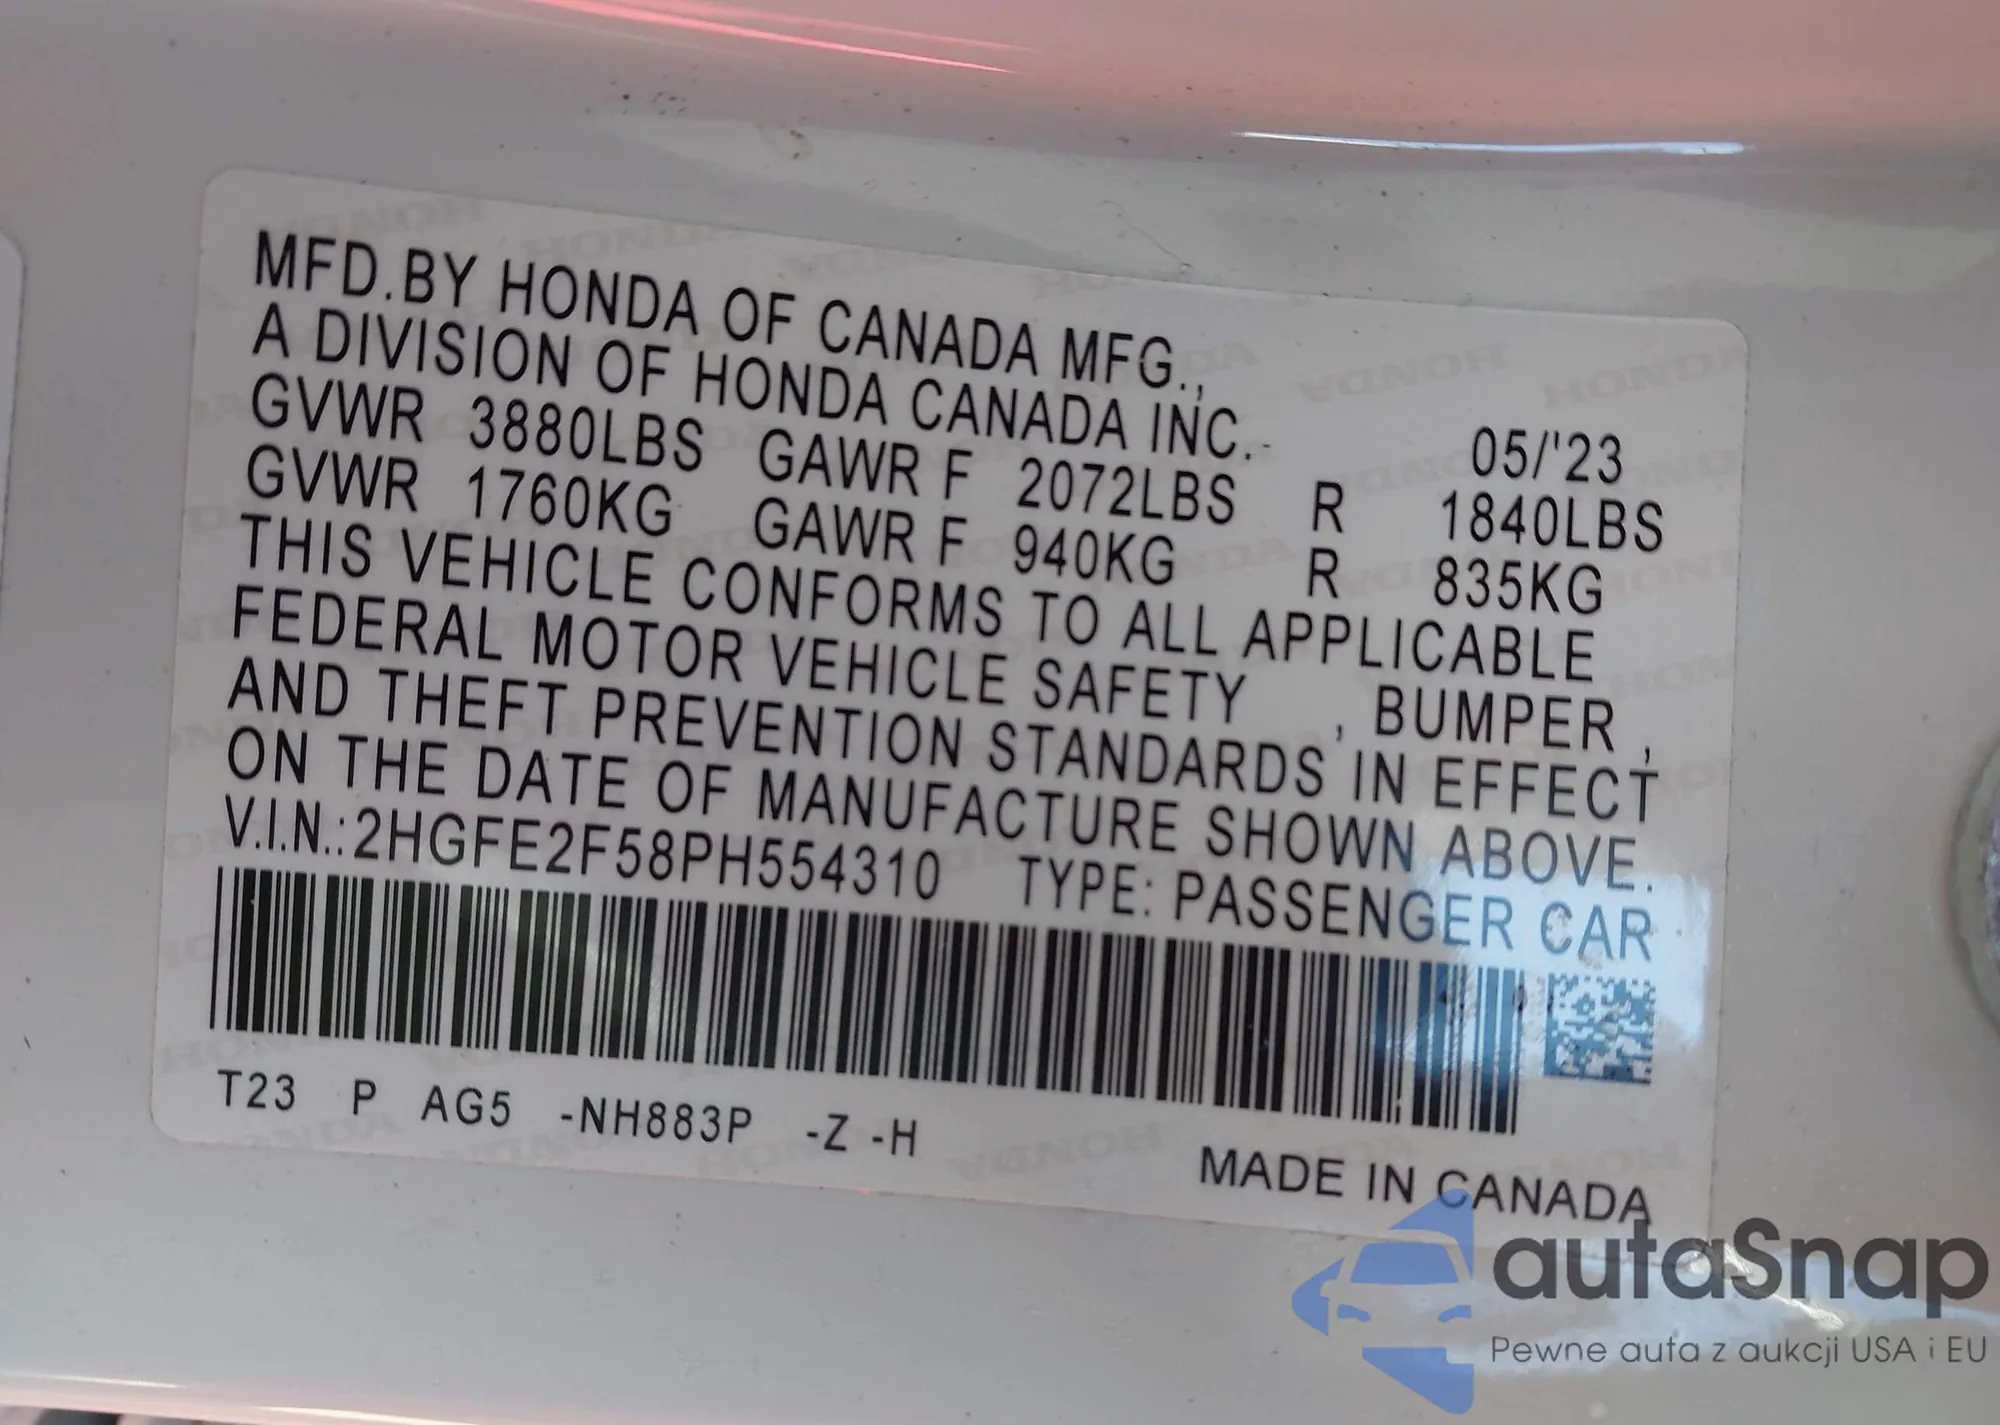 MFD.BY HONDA OF CANADA MFG.,
A DIVISION OF HONDA CANADA INC. 05/'23
GVWR 3880LBS GAWR F 2072LBS R 1840LBS
GVWR 1760KG GAWR F 940KG R 835KG
THIS VEHICLE CONFORMS TO ALL APPLICABLE
FEDERAL MOTOR VEHICLE SAFETY , BUMPER ,
AND THEFT PREVENTION STANDARDS IN EFFECT
ON THE DATE OF MANUFACTURE SHOWN ABOVE.
V.I.N.:2HGFE2F58PH554310 TYPE: PASSENGER CAR
T23 P AG5 -NH883P -Z -H
MADE IN CANADA
autaSnap
Pewne auta z aukcji USA i EU